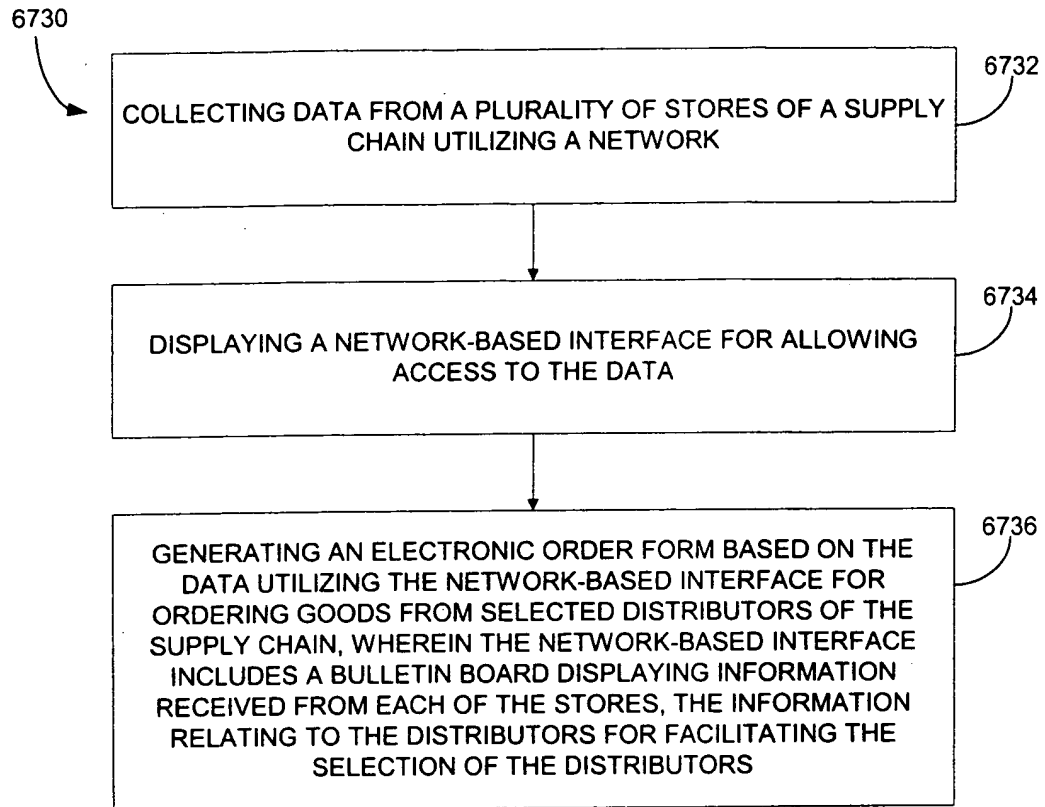 6730
6732
COLLECTING DATA FROM A PLURALITY OF STORES OF A SUPPLY
CHAIN UTILIZING A NETWORK
6734
DISPLAYING A NETWORK-BASED INTERFACE FOR ALLOWING
ACCESS TO THE DATA
6736
GENERATING AN ELECTRONIC ORDER FORM BASED ON THE
DATA UTILIZING THE NETWORK-BASED INTERFACE FOR
ORDERING GOODS FROM SELECTED DISTRIBUTORS OF THE
SUPPLY CHAIN, WHEREIN THE NETWORK-BASED INTERFACE
INCLUDES A BULLETIN BOARD DISPLAYING INFORMATION
RECEIVED FROM EACH OF THE STORES, THE INFORMATION
RELATING TO THE DISTRIBUTORS FOR FACILITATING THE
SELECTION OF THE DISTRIBUTORS